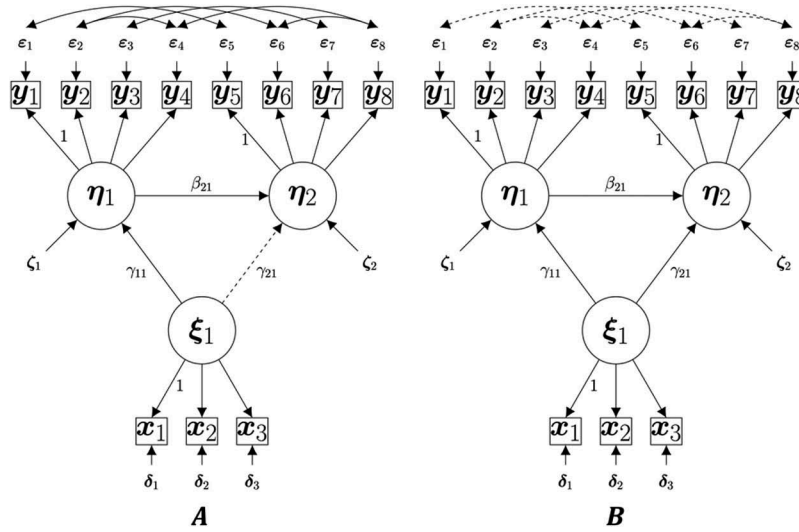 ε1 ε2 ε3 ε4 ε5 ε6 ε7 ε8
y1 y2 y3 y4 y5 y6 y7 y8
1 1
η1 β21 η2
ζ1 γ11 γ21 ζ2
ξ1
1
x1 x2 x3
δ1 δ2 δ3
A
ε1 ε2 ε3 ε4 ε5 ε6 ε7 ε8
y1 y2 y3 y4 y5 y6 y7 y8
1 1
η1 β21 η2
ζ1 γ11 γ21 ζ2
ξ1
1
x1 x2 x3
δ1 δ2 δ3
B